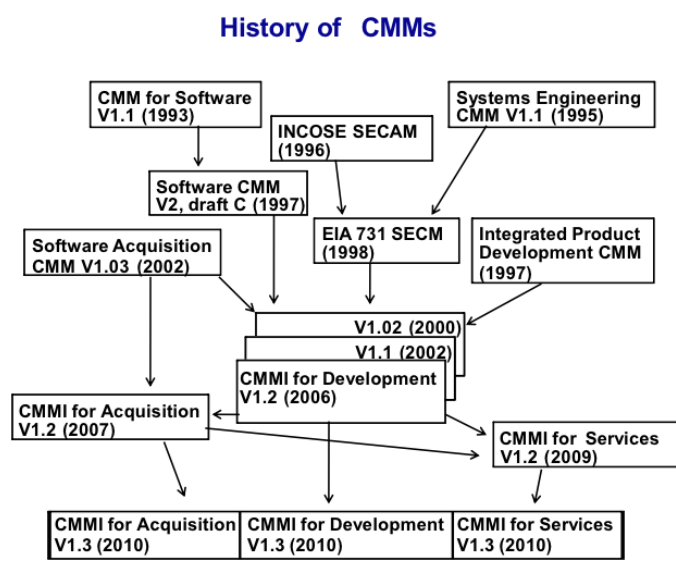 History of CMMs
CMM for Software
V1.1 (1993)
Systems Engineering
CMM V1.1 (1995)
INCOSE SECAM
(1996)
Software CMM
V2, draft C (1997)
EIA 731 SECM
(1998)
Integrated Product
Development CMM
(1997)
Software Acquisition
CMM V1.03 (2002)
V1.02 (2000)
V1.1 (2002)
CMMI for Development
V1.2 (2006)
CMMI for Acquisition
V1.2 (2007)
CMMI for Services
V1.2 (2009)
CMMI for Acquisition
V1.3 (2010)
CMMI for Development
V1.3 (2010)
CMMI for Services
V1.3 (2010)